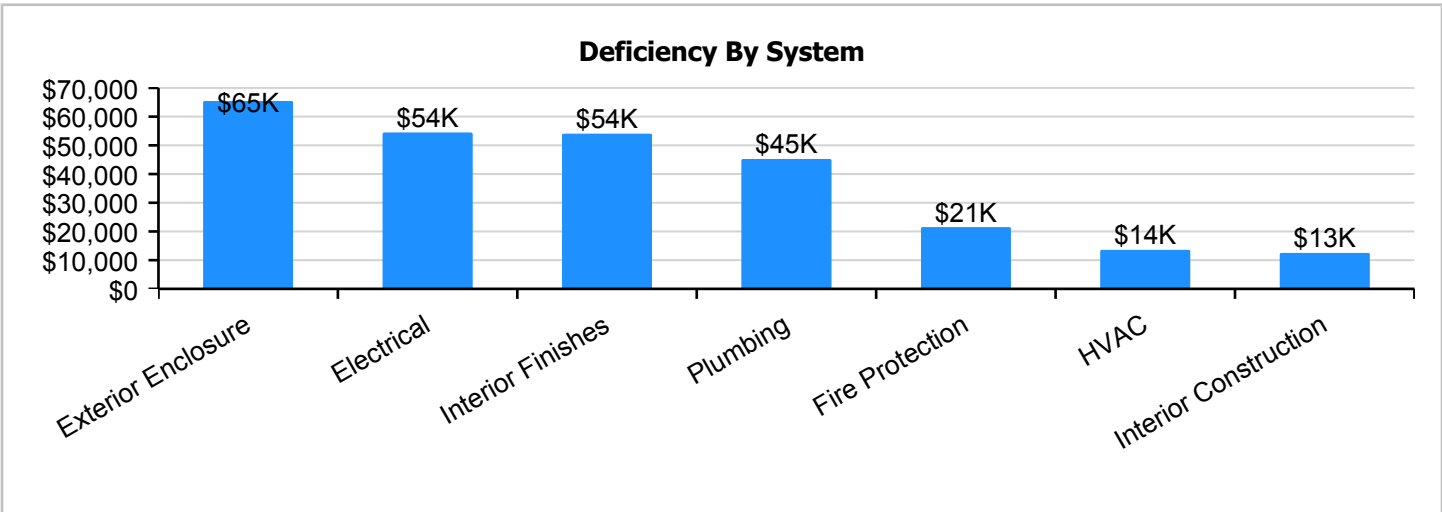 Deficiency By System
$70,000
$60,000
$50,000
$40,000
$30,000
$20,000
$10,000
$0
$65K
$54K
$54K
$45K
$21K
$14K
$13K
Exterior Enclosure
Electrical
Interior Finishes
Plumbing
Fire Protection
HVAC
Interior Construction